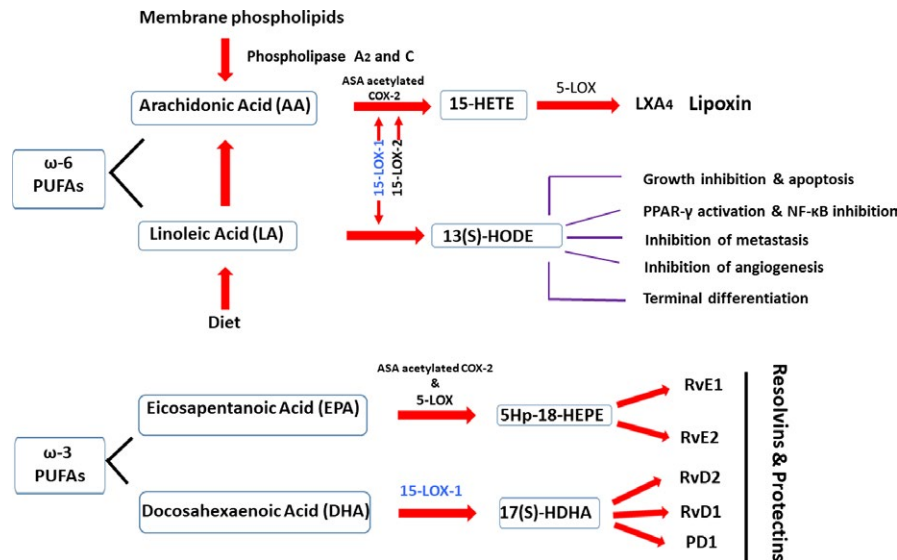 Membrane phospholipids
Phospholipase A2 and C
ASA acetylated
COX-2
5-LOX
Arachidonic Acid (AA)
15-HETE
LXA4 Lipoxin
ω-6
PUFAs
15-LOX-1
15-LOX-2
Linoleic Acid (LA)
13(S)-HODE
Growth inhibition & apoptosis
PPAR-γ activation & NF-κB inhibition
Inhibition of metastasis
Inhibition of angiogenesis
Terminal differentiation
Diet
ASA acetylated COX-2
&
5-LOX
Eicosapentanoic Acid (EPA)
5Hp-18-HEPE
RvE1
RvE2
ω-3
PUFAs
15-LOX-1
Docosahexaenoic Acid (DHA)
17(S)-HDHA
RvD2
RvD1
PD1
Resolvins & Protectins